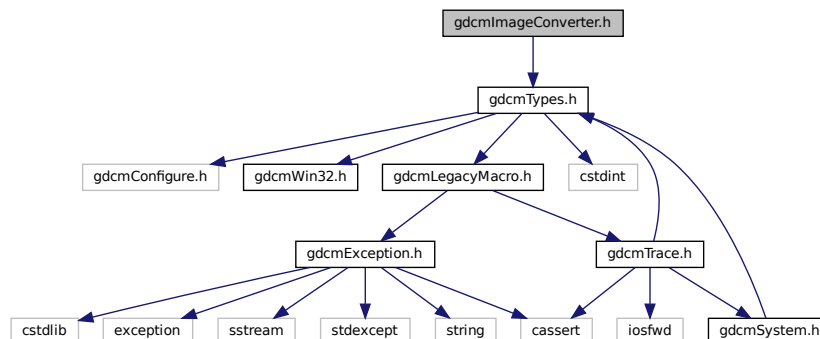 gdcmImageConverter.h
gdcmTypes.h
gdcmConfigure.h
gdcmWin32.h
gdcmLegacyMacro.h
cstdint
gdcmException.h
gdcmTrace.h
cstdlib
exception
sstream
stdexcept
string
cassert
iosfwd
gdcmSystem.h